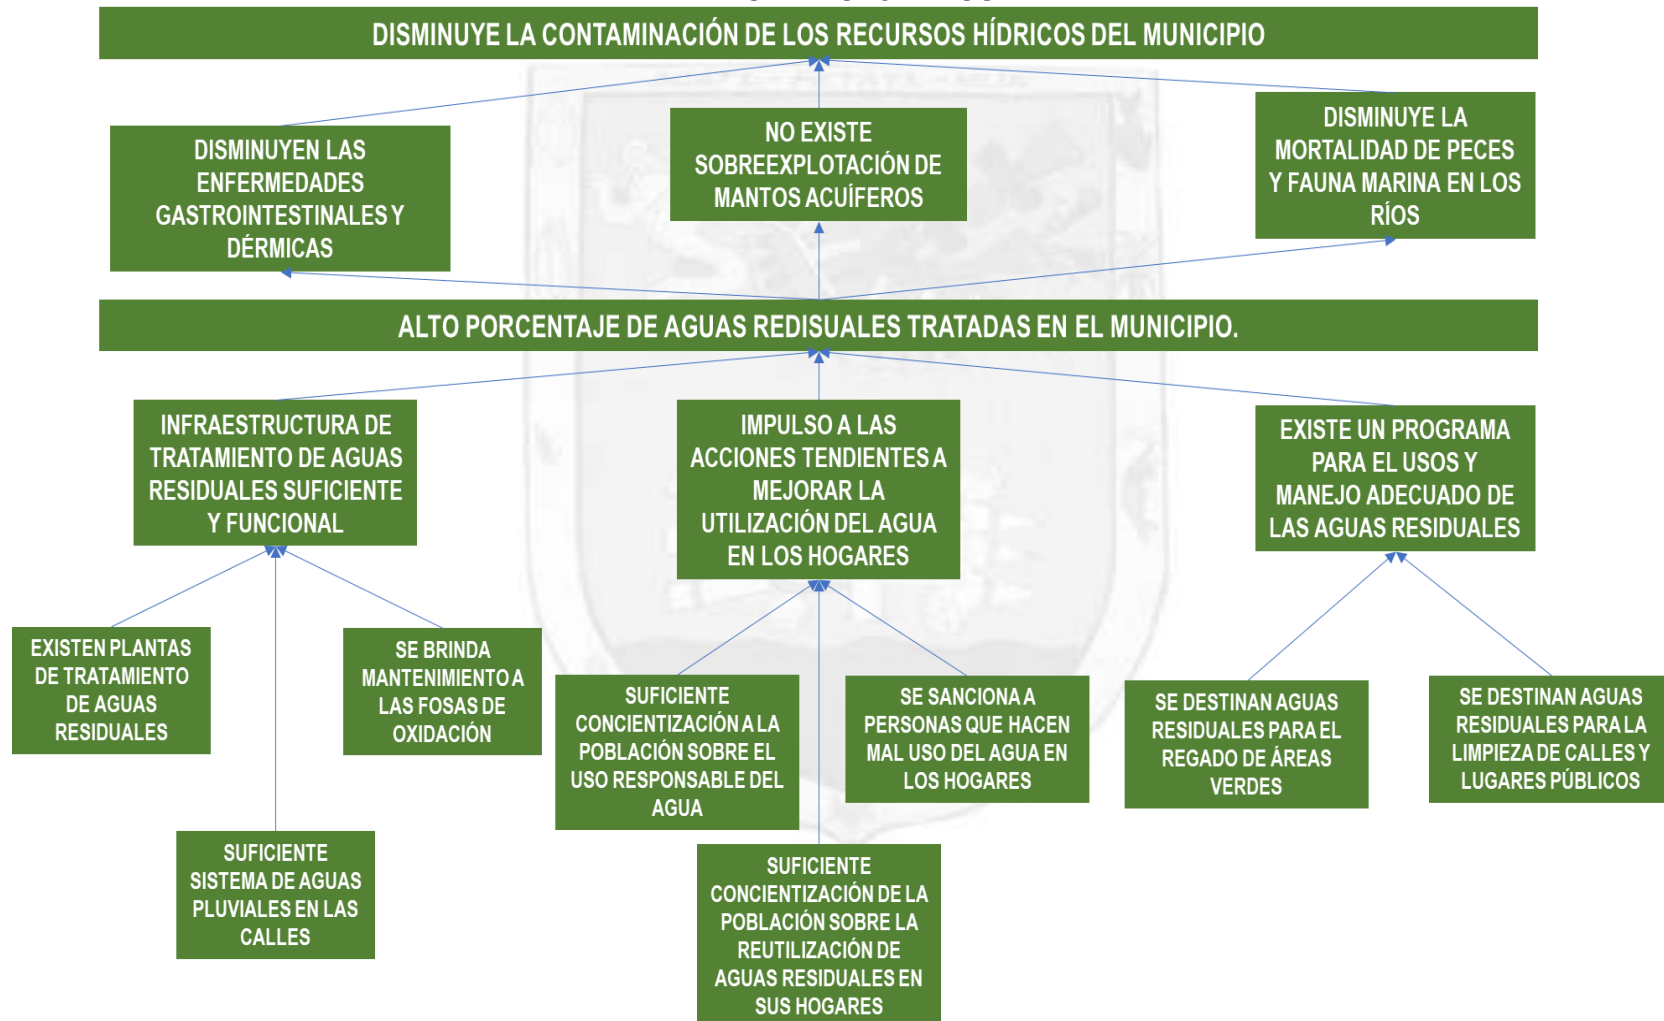 DISMINUYE LA CONTAMINACIÓN DE LOS RECURSOS HÍDRICOS DEL MUNICIPIO
DISMINUYEN LAS
ENFERMEDADES
GASTROINTESTINALES Y
DÉRMICAS
NO EXISTE
SOBREEXPLOTACIÓN DE
MANTOS ACUÍFEROS
DISMINUYE LA
MORTALIDAD DE PECES
Y FAUNA MARINA EN LOS
RÍOS
ALTO PORCENTAJE DE AGUAS REDISUALES TRATADAS EN EL MUNICIPIO.
INFRAESTRUCTURA DE
TRATAMIENTO DE AGUAS
RESIDUALES SUFICIENTE
Y FUNCIONAL
IMPULSO A LAS
ACCIONES TENDIENTES A
MEJORAR LA
UTILIZACIÓN DEL AGUA
EN LOS HOGARES
EXISTE UN PROGRAMA
PARA EL USOS Y
MANEJO ADECUADO DE
LAS AGUAS RESIDUALES
EXISTEN PLANTAS
DE TRATAMIENTO
DE AGUAS
RESIDUALES
SE BRINDA
MANTENIMIENTO A
LAS FOSAS DE
OXIDACIÓN
SUFICIENTE
CONCIENTIZACIÓN A LA
POBLACIÓN SOBRE EL
USO RESPONSABLE DEL
AGUA
SE SANCIONA A
PERSONAS QUE HACEN
MAL USO DEL AGUA EN
LOS HOGARES
SE DESTINAN AGUAS
RESIDUALES PARA EL
REGADO DE ÁREAS
VERDES
SE DESTINAN AGUAS
RESIDUALES PARA LA
LIMPIEZA DE CALLES Y
LUGARES PÚBLICOS
SUFICIENTE
SISTEMA DE AGUAS
PLUVIALES EN LAS
CALLES
SUFICIENTE
CONCIENTIZACIÓN DE LA
POBLACIÓN SOBRE LA
REUTILIZACIÓN DE
AGUAS RESIDUALES EN
SUS HOGARES